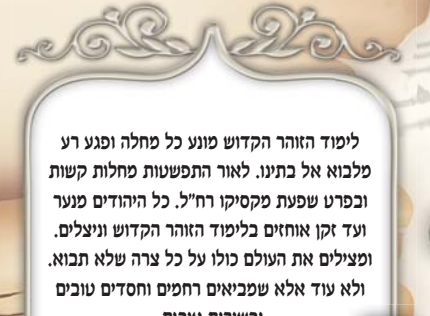 לימוד הזוהר הקדוש מונע כל מחלה ופגע רע
מלבוא אל בתינו. לאור התפשטות מחלות קשות
ובפרט שפעת מקסיקו רח"ל. כל היהודים מנער
ועד זקן אוחזים בלימוד הזוהר הקדוש וניצלים.
ומצילים את העולם כולו על כל צרה שלא תבוא.
ולא עוד אלא שמביאים רחמים וחסדים טובים